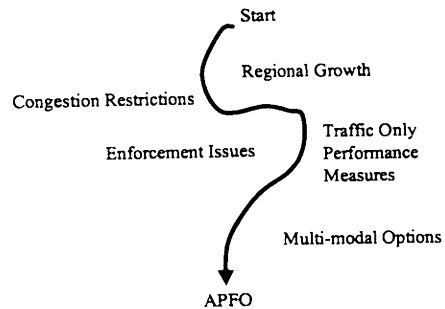 Start
Regional Growth
Congestion Restrictions
Traffic Only
Performance
Measures
Enforcement Issues
Multi-modal Options
APFO